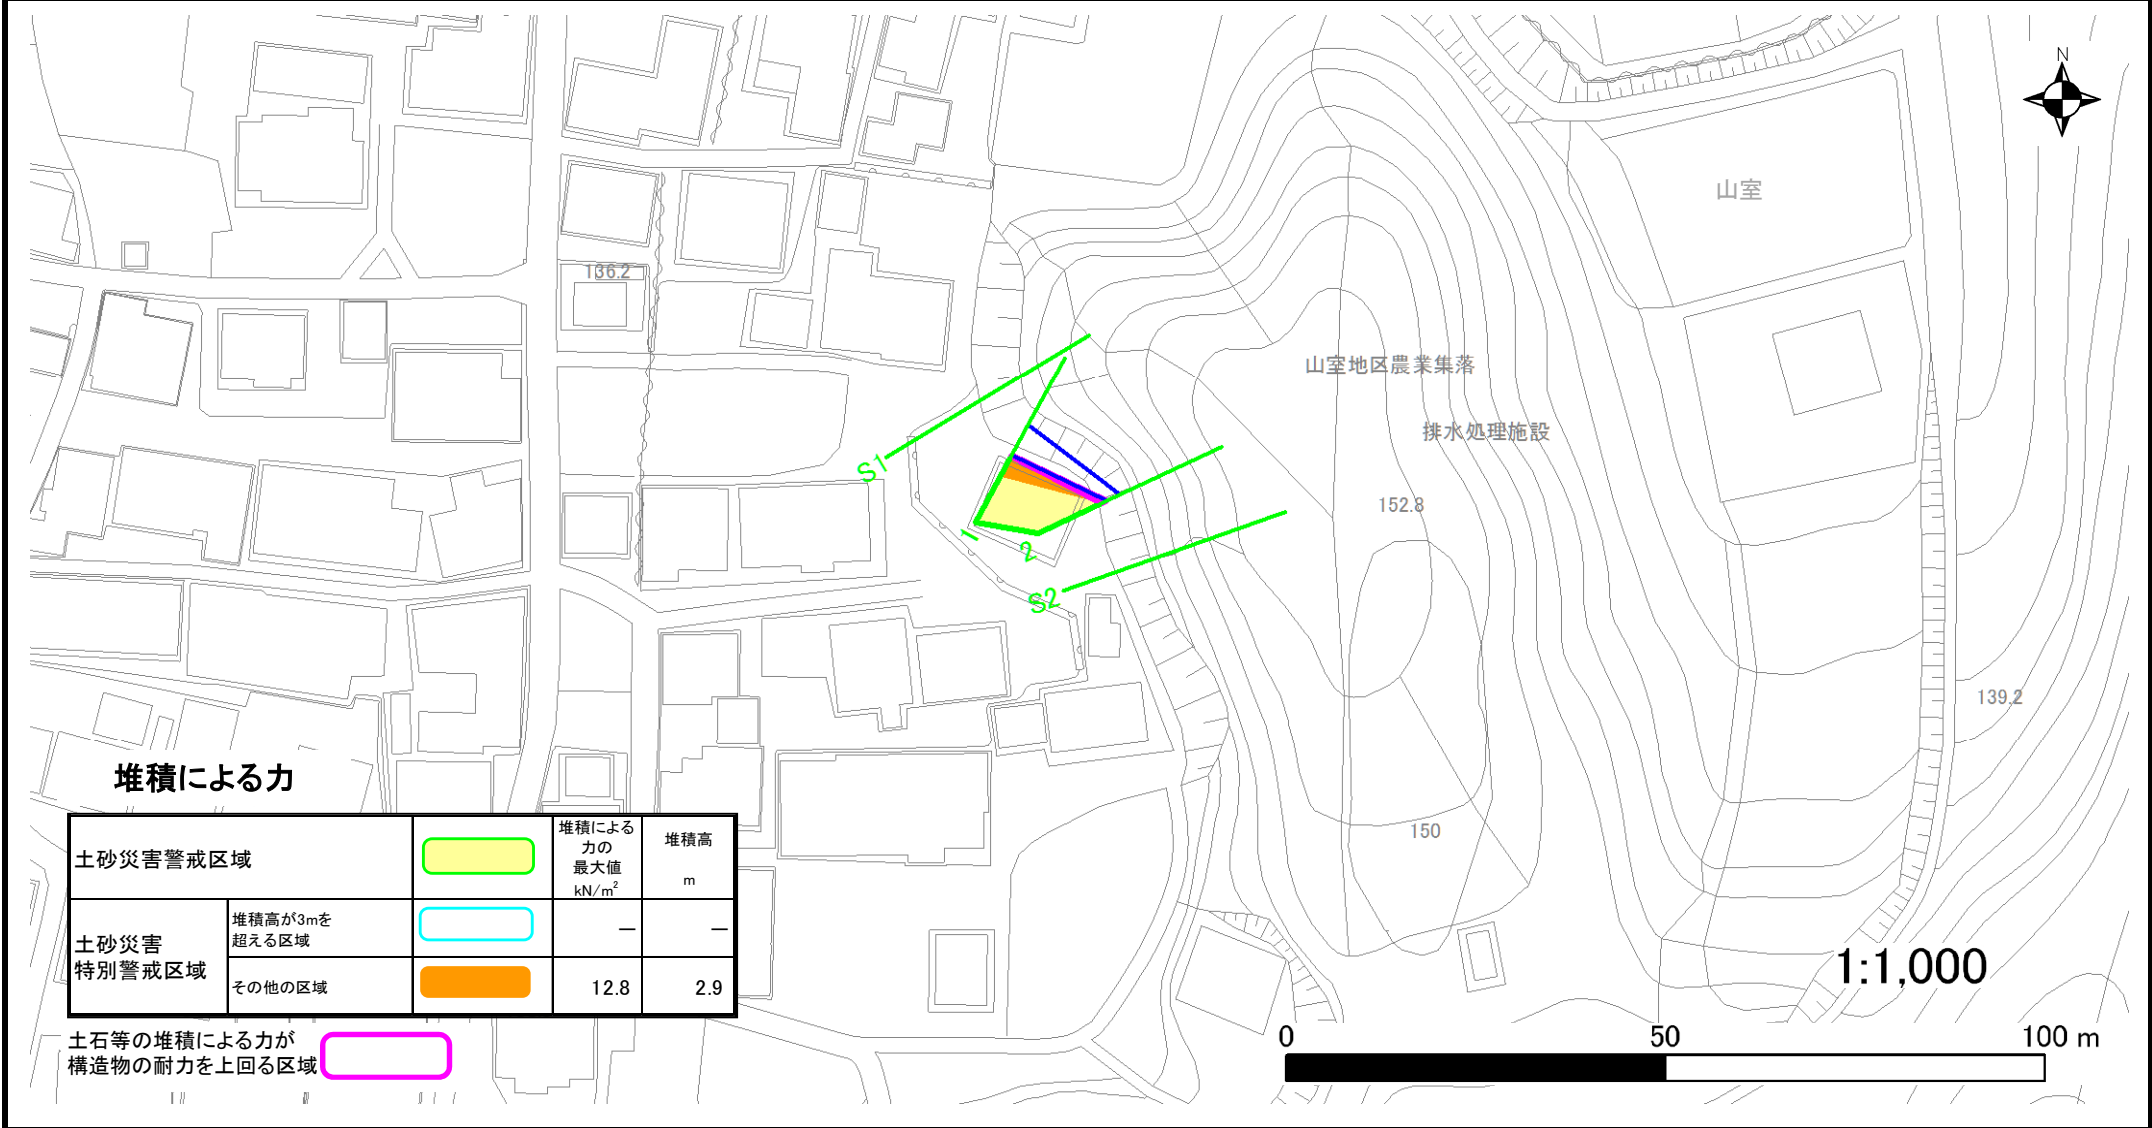 N
山室
136.2
山室地区農業集落
排水処理施設
S1
152.8
1
2
S2
139.2
150
堆積による力
土砂災害警戒区域
堆積による
力の
最大値
kN/m²
堆積高
m
土砂災害
特別警戒区域
堆積高が3mを
超える区域
— —
その他の区域
12.8 2.9
土石等の堆積による力が
構造物の耐力を上回る区域
1:1,000
0 50 100 m